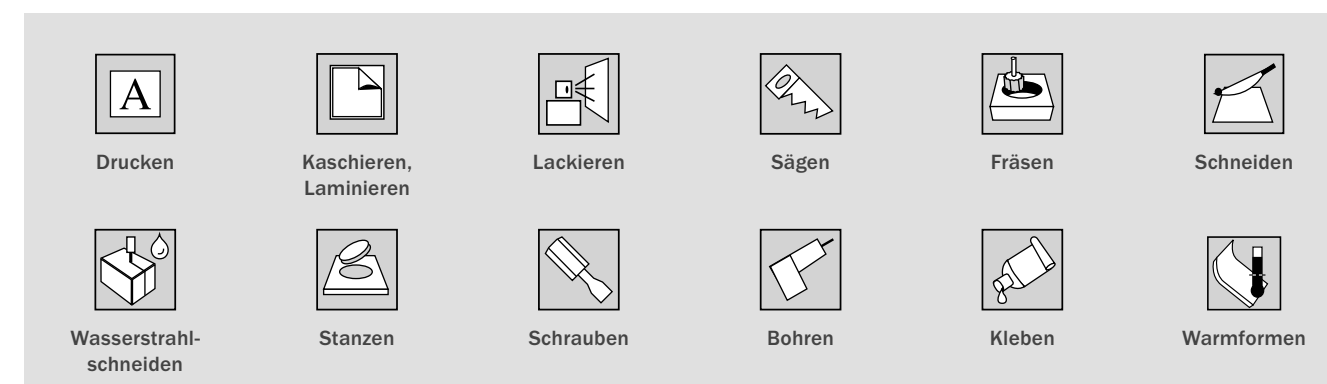 A
Drucken
Kaschieren,
Laminieren
Lackieren
Sägen
Fräsen
Schneiden
Wasserstrahl-
schneiden
Stanzen
Schrauben
Bohren
Kleben
Warmformen